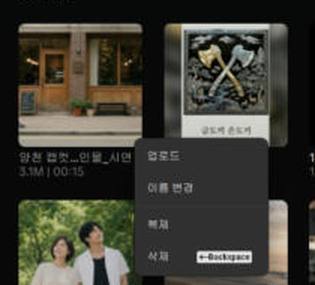 금도끼 은도끼
양천 캡컷...인물_시연
3.1M | 00:15
업로드
이름 변경
복제
삭제 ←Backspace